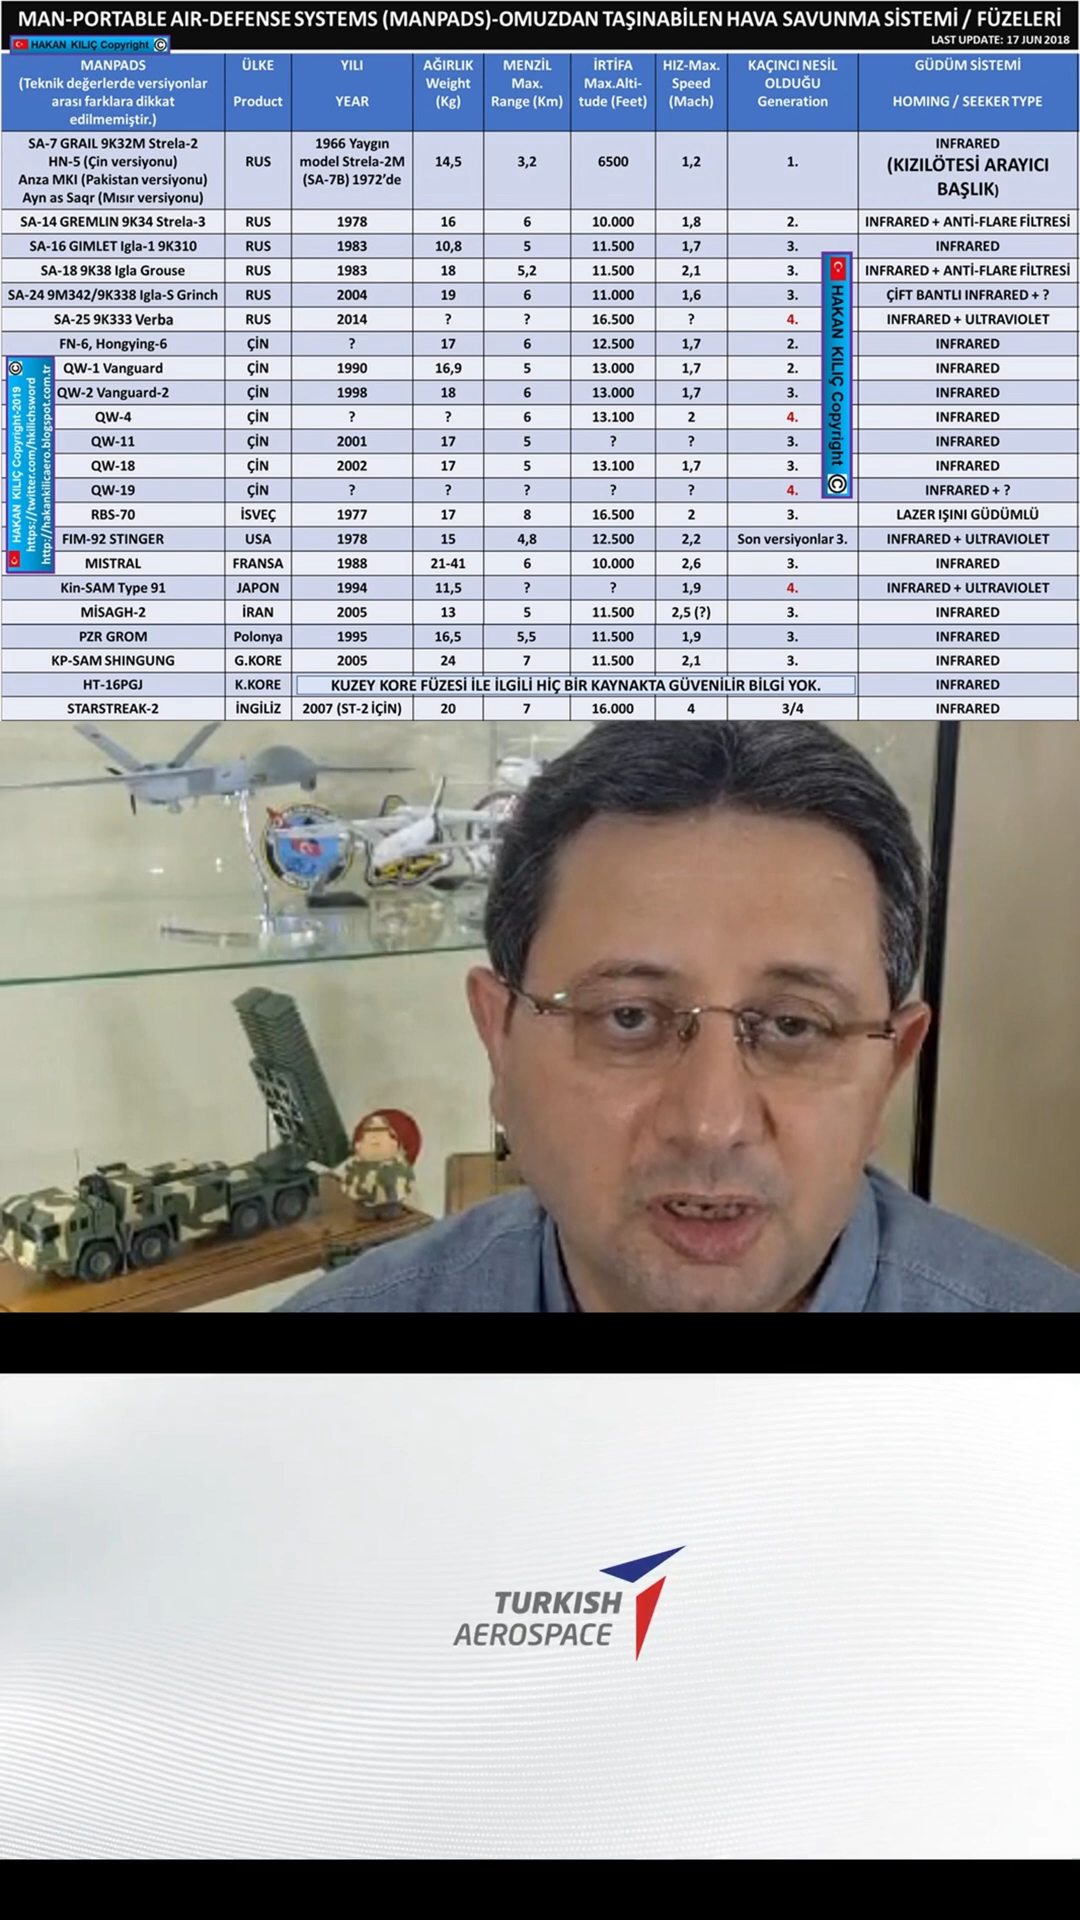 MAN-PORTABLE AIR-DEFENSE SYSTEMS (MANPADS)-OMUZDAN TAŞINABİLEN HAVA SAVUNMA SİSTEMİ / FÜZELERİ
HAKAN KILIÇ Copyright ©
LAST UPDATE: 17 JUN 2018
MANPADS (Teknik değerlerde versiyonlar arası farklara dikkat edilmemiştir.) ÜLKE Product YILI YEAR AĞIRLIK Weight (Kg) MENZİL Max. Range (Km) İRTİFA Max.Alti-tude (Feet) HIZ-Max. Speed (Mach) KAÇINCI NESİL OLDUĞU Generation GÜDÜM SİSTEMİ HOMING / SEEKER TYPE
SA-7 GRAIL 9K32M Strela-2 HN-5 (Çin versiyonu) Anza MKI (Pakistan versiyonu) Ayn as Saqr (Mısır versiyonu) RUS 1966 Yaygın model Strela-2M (SA-7B) 1972’de 14,5 3,2 6500 1,2 1. INFRARED (KIZILÖTESİ ARAYICI BAŞLIK)
SA-14 GREMLIN 9K34 Strela-3 RUS 1978 16 6 10.000 1,8 2. INFRARED + ANTİ-FLARE FİLTRESİ
SA-16 GIMLET Igla-1 9K310 RUS 1983 10,8 5 11.500 1,7 3. INFRARED
SA-18 9K38 Igla Grouse RUS 1983 18 5,2 11.500 2,1 3. INFRARED + ANTİ-FLARE FİLTRESİ
SA-24 9M342/9K338 Igla-S Grinch RUS 2004 19 6 11.000 1,6 3. ÇİFT BANTLI INFRARED + ?
SA-25 9K333 Verba RUS 2014 ? ? 16.500 ? 4. INFRARED + ULTRAVIOLET
FN-6, Hongying-6 ÇİN ? 17 6 12.500 1,7 2. INFRARED
QW-1 Vanguard ÇİN 1990 16,9 5 13.000 1,7 2. INFRARED
QW-2 Vanguard-2 ÇİN 1998 18 6 13.000 1,7 3. INFRARED
QW-4 ÇİN ? ? 6 13.100 2 4. INFRARED
QW-11 ÇİN 2001 17 5 ? ? 3. INFRARED
QW-18 ÇİN 2002 17 5 13.100 1,7 3. INFRARED
QW-19 ÇİN ? ? ? ? ? 4. INFRARED + ?
RBS-70 İSVEÇ 1977 17 8 16.500 2 3. LAZER IŞINI GÜDÜMLÜ
FIM-92 STINGER USA 1978 15 4,8 12.500 2,2 Son versiyonlar 3. INFRARED + ULTRAVIOLET
MISTRAL FRANSA 1988 21-41 6 10.000 2,6 3. INFRARED
Kin-SAM Type 91 JAPON 1994 11,5 ? ? 1,9 4. INFRARED + ULTRAVIOLET
MİSAGH-2 İRAN 2005 13 5 11.500 2,5 (?) 3. INFRARED
PZR GROM Polonya 1995 16,5 5,5 11.500 1,9 3. INFRARED
KP-SAM SHINGUNG G.KORE 2005 24 7 11.500 2,1 3. INFRARED
HT-16PGJ K.KORE KUZEY KORE FÜZESİ İLE İLGİLİ HİÇ BİR KAYNAKTA GÜVENİLİR BİLGİ YOK. INFRARED
STARSTREAK-2 İNGİLİZ 2007 (ST-2 İÇİN) 20 7 16.000 4 3/4 INFRARED
HAKAN KILIÇ Copyright ©
HAKAN KILIÇ Copyright-2019 ©
https://twitter.com/hkilichsword
http://hakankilicaero.blogspot.com.tr
TURKISH
AEROSPACE